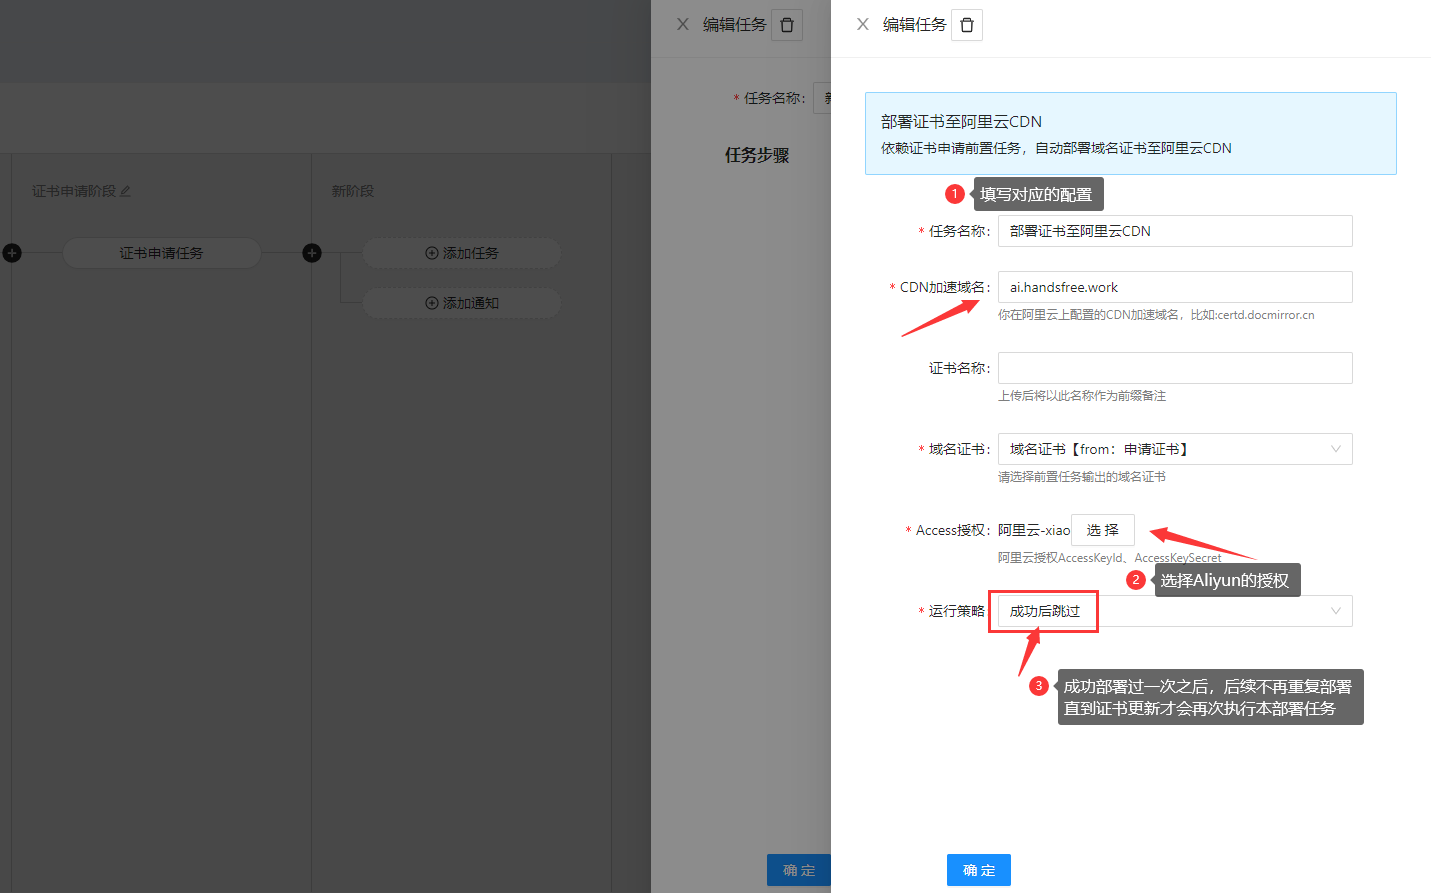 编辑任务
编辑任务
* 任务名称：
任务步骤
证书申请阶段
新阶段
证书申请任务
添加任务
添加通知
确 定
部署证书至阿里云CDN
依赖证书申请前置任务，自动部署域名证书至阿里云CDN
1 填写对应的配置
* 任务名称： 部署证书至阿里云CDN
* CDN加速域名： ai.handsfree.work
你在阿里云上配置的CDN加速域名，比如:certd.docmirror.cn
证书名称：
上传后将以此名称作为前缀备注
* 域名证书： 域名证书【from：申请证书】
请选择前置任务输出的域名证书
* Access授权： 阿里云-xiao 选 择
阿里云授权AccessKeyId、AccessKeySecret
2 选择Aliyun的授权
* 运行策略 成功后跳过
3 成功部署过一次之后，后续不再重复部署
直到证书更新才会再次执行本部署任务
确 定